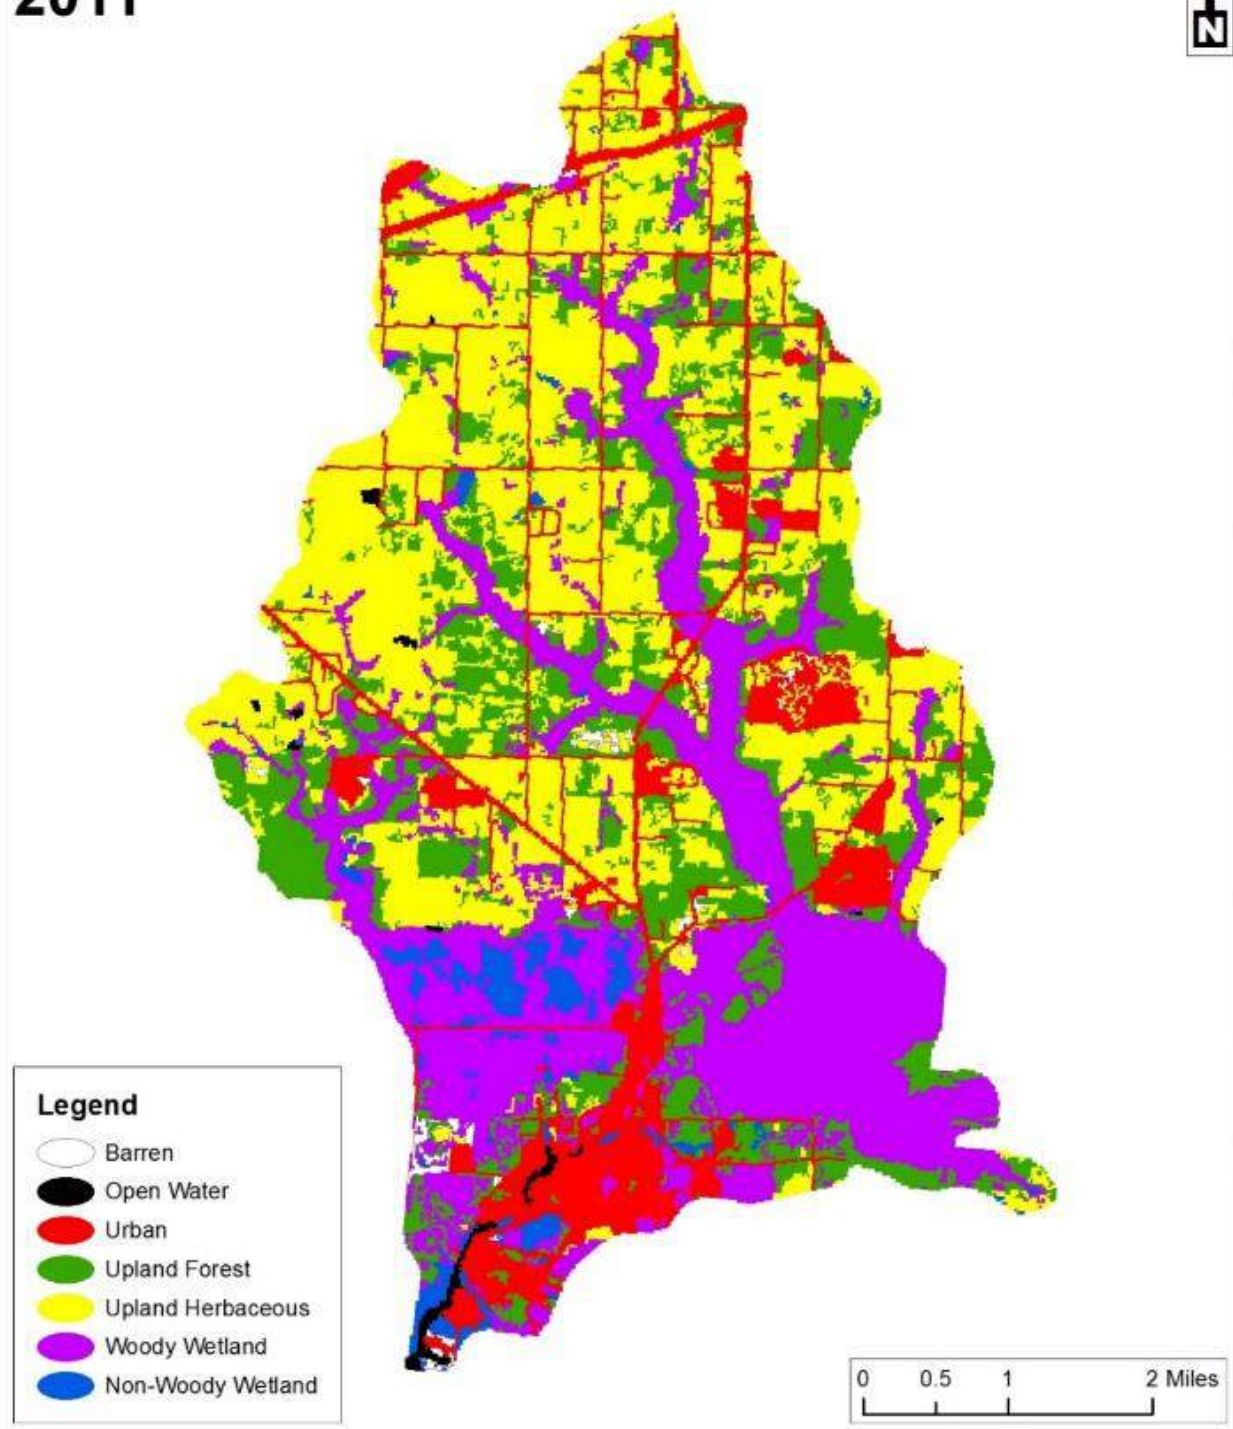 2011
N
Legend
Barren
Open Water
Urban
Upland Forest
Upland Herbaceous
Woody Wetland
Non-Woody Wetland
0 0.5 1 2 Miles